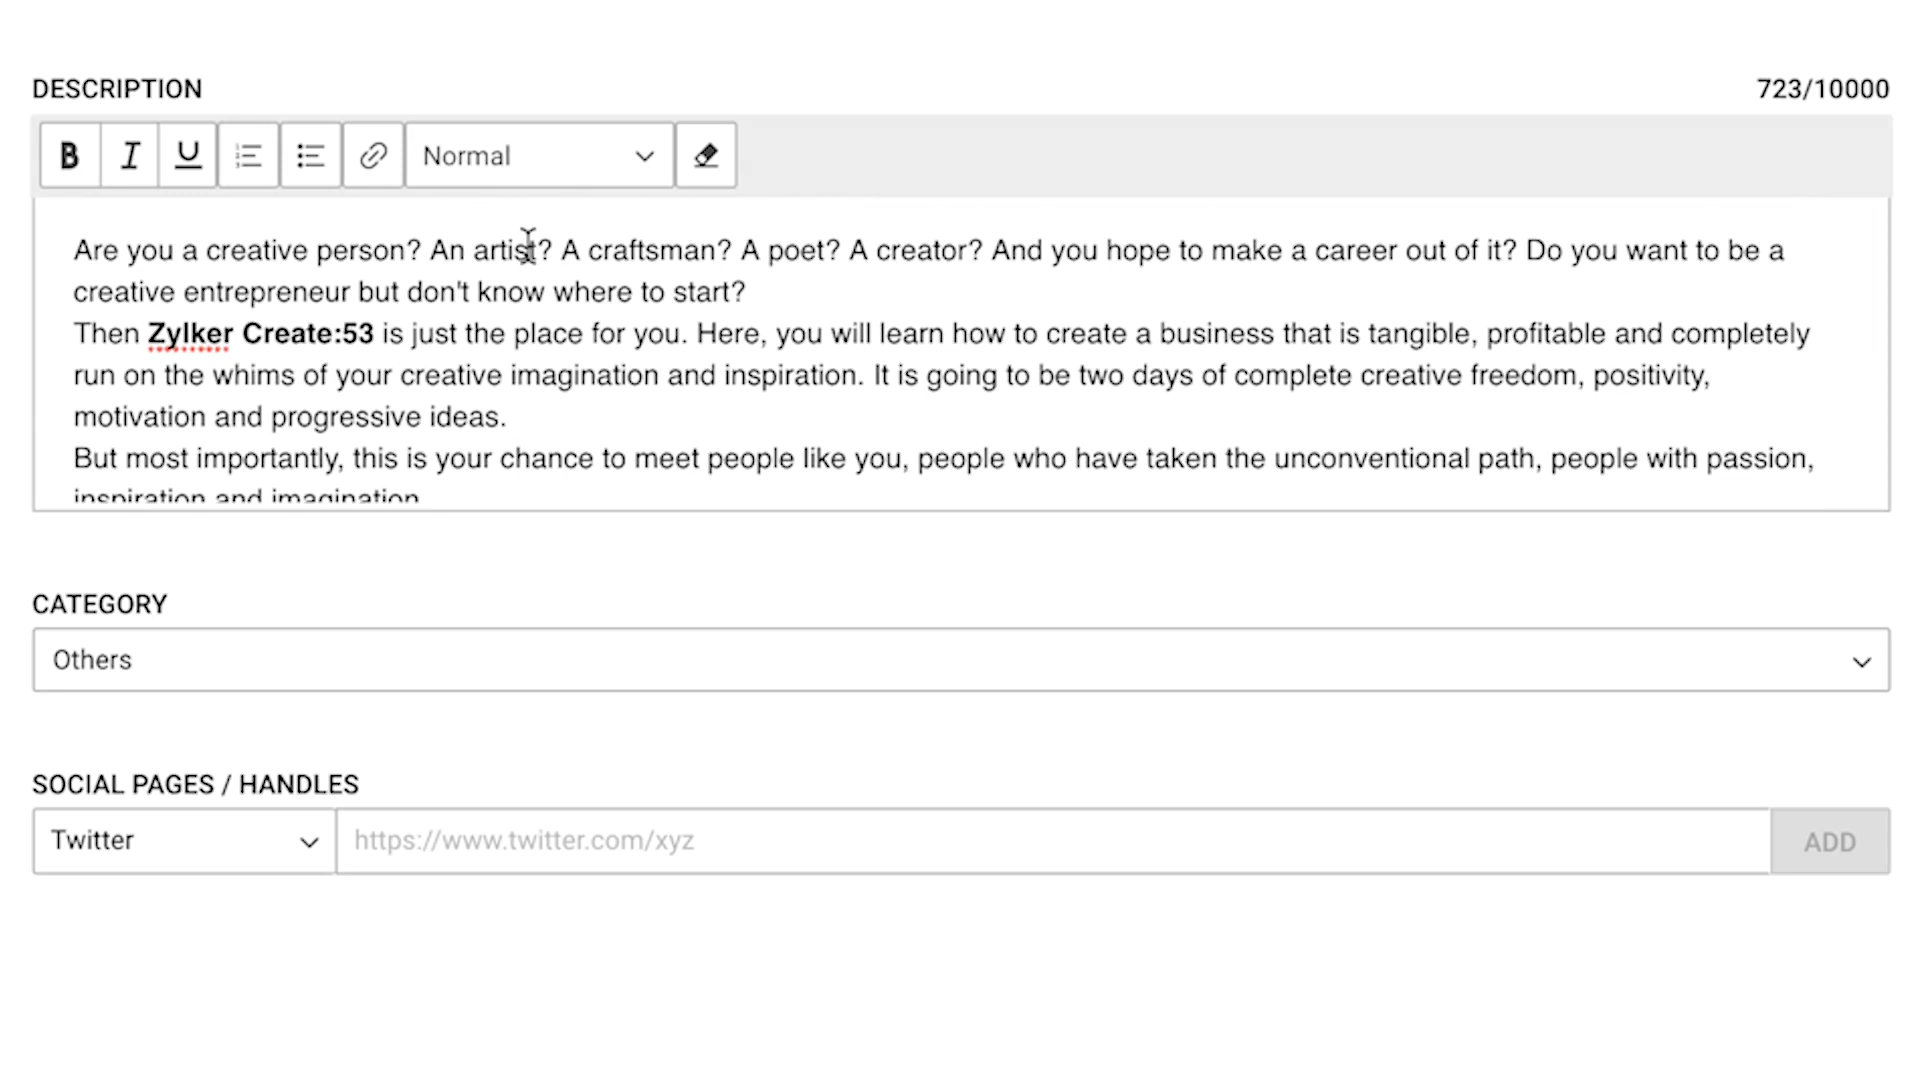 DESCRIPTION 723/10000
B I U Normal
Are you a creative person? An artist? A craftsman? A poet? A creator? And you hope to make a career out of it? Do you want to be a
creative entrepreneur but don't know where to start?
Then Zylker Create:53 is just the place for you. Here, you will learn how to create a business that is tangible, profitable and completely
run on the whims of your creative imagination and inspiration. It is going to be two days of complete creative freedom, positivity,
motivation and progressive ideas.
But most importantly, this is your chance to meet people like you, people who have taken the unconventional path, people with passion,
inspiration and imagination
CATEGORY
Others
SOCIAL PAGES / HANDLES
Twitter https://www.twitter.com/xyz ADD